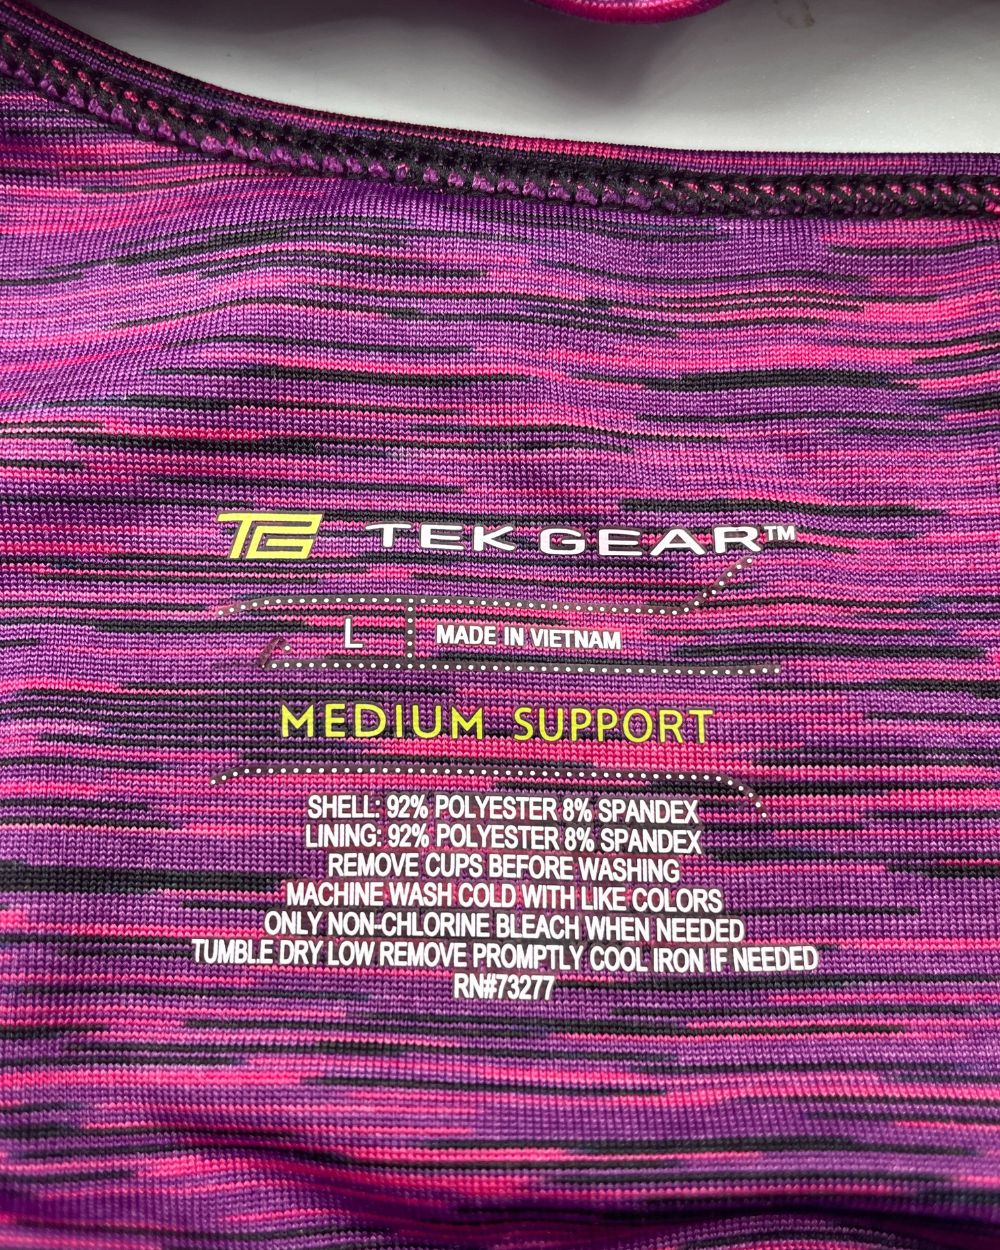 TG TEK GEAR™
L MADE IN VIETNAM
MEDIUM SUPPORT
SHELL: 92% POLYESTER 8% SPANDEX
LINING: 92% POLYESTER 8% SPANDEX
REMOVE CUPS BEFORE WASHING
MACHINE WASH COLD WITH LIKE COLORS
ONLY NON-CHLORINE BLEACH WHEN NEEDED
TUMBLE DRY LOW REMOVE PROMPTLY COOL IRON IF NEEDED
RN#73277